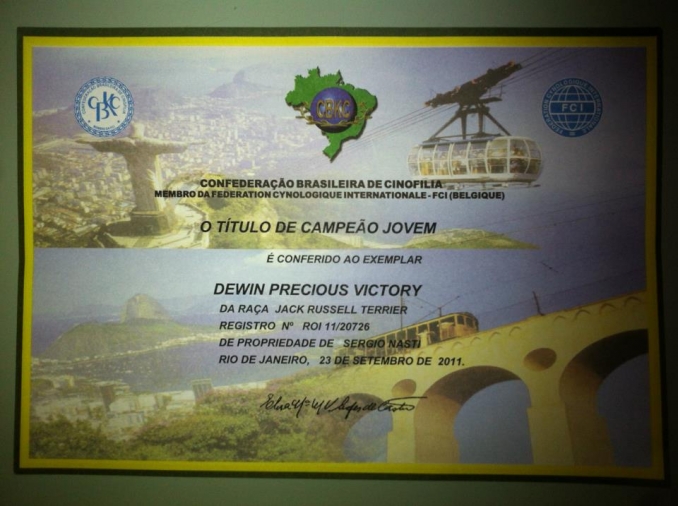 CBKC
CBKC
FCI
CONFEDERAÇÃO BRASILEIRA DE CINOFILIA
MEMBRO DA FEDERATION CYNOLOGIQUE INTERNATIONALE - FCI (BELGIQUE)
O TÍTULO DE CAMPEÃO JOVEM
É CONFERIDO AO EXEMPLAR
DEWIN PRECIOUS VICTORY
DA RAÇA JACK RUSSELL TERRIER
REGISTRO Nº ROI 11/20726
DE PROPRIEDADE DE SERGIO NASTI
RIO DE JANEIRO, 23 DE SETEMBRO DE 2011.